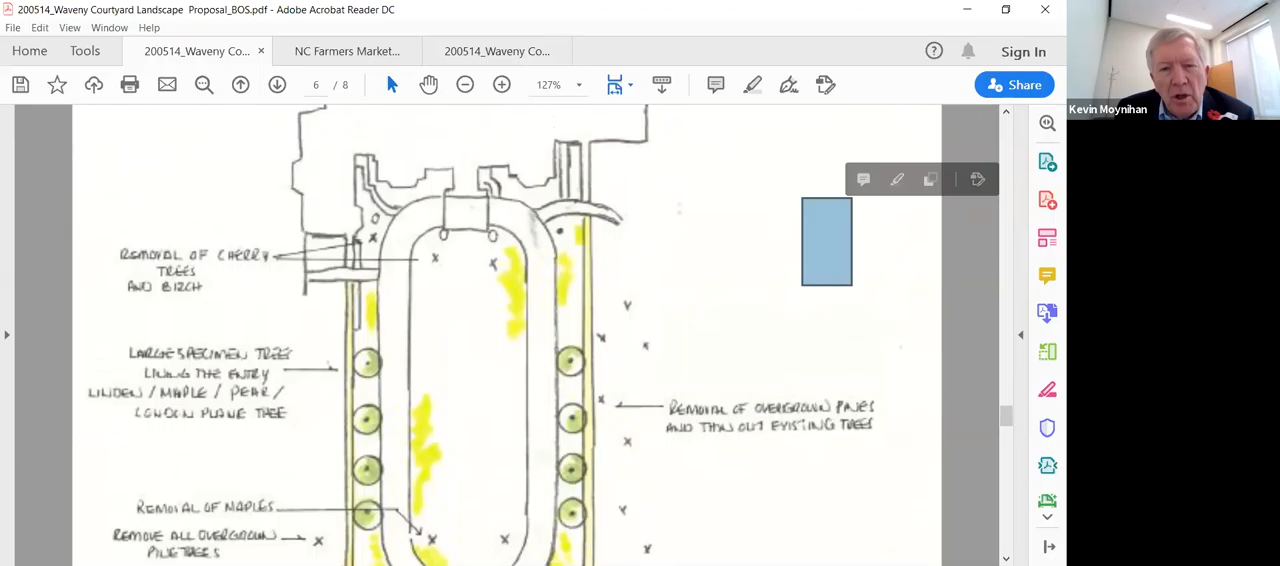 200514_Waveny Courtyard Landscape Proposal_BOS.pdf - Adobe Acrobat Reader DC
File Edit View Window Help
Home Tools 200514_Waveny Co... × NC Farmers Market... 200514_Waveny Co... Sign In
6 / 8 127% Share
Kevin Moynihan
REMOVAL OF CHERRY
TREES
AND BIRCH
LARGE SPECIMEN TREE
LINING THE ENTRY
LINDEN / MAPLE / PEAR /
LONDON PLANE TREE
REMOVAL OF OVERGROWN PINES
AND THIN OUT EXISTING TREES
REMOVAL OF MAPLES
REMOVE ALL OVERGROWN
PINE TREES